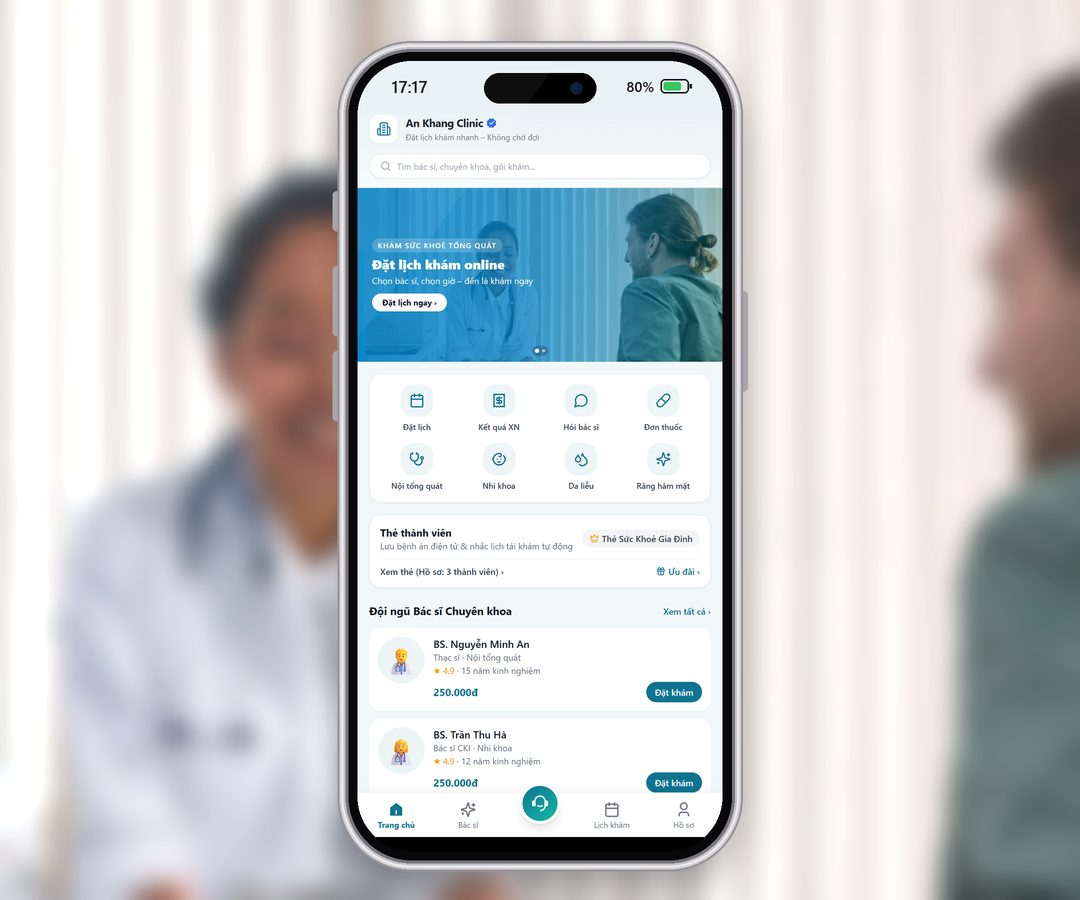 17:17
80%
An Khang Clinic
Đặt lịch khám nhanh – Không chờ đợi
Tìm bác sĩ, chuyên khoa, gói khám...
KHÁM SỨC KHOẺ TỔNG QUÁT
Đặt lịch khám online
Chọn bác sĩ, chọn giờ – đến là khám ngay
Đặt lịch ngay ›
Đặt lịch
Kết quả XN
Hỏi bác sĩ
Đơn thuốc
Nội tổng quát
Nhi khoa
Da liễu
Răng hàm mặt
Thẻ thành viên
Lưu bệnh án điện tử & nhắc lịch tái khám tự động
Thẻ Sức Khoẻ Gia Đình
Xem thẻ (Hồ sơ: 3 thành viên) ›
Ưu đãi ›
Đội ngũ Bác sĩ Chuyên khoa
Xem tất cả ›
BS. Nguyễn Minh An
Thạc sĩ · Nội tổng quát
★ 4.9 · 15 năm kinh nghiệm
250.000đ
Đặt khám
BS. Trần Thu Hà
Bác sĩ CKI · Nhi khoa
★ 4.9 · 12 năm kinh nghiệm
250.000đ
Đặt khám
Trang chủ
Bác sĩ
Lịch khám
Hồ sơ